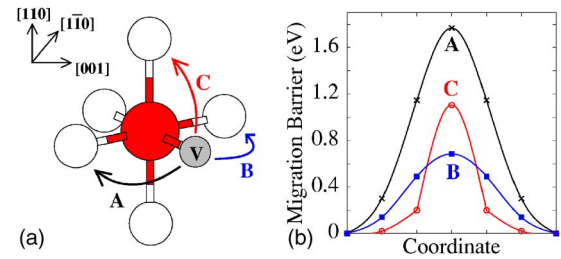 [110]
[11̄0]
[001]
C
V
B
A
(a)
Migration Barrier (eV)
1.6
1.2
0.8
0.4
0
A
C
B
Coordinate
(b)